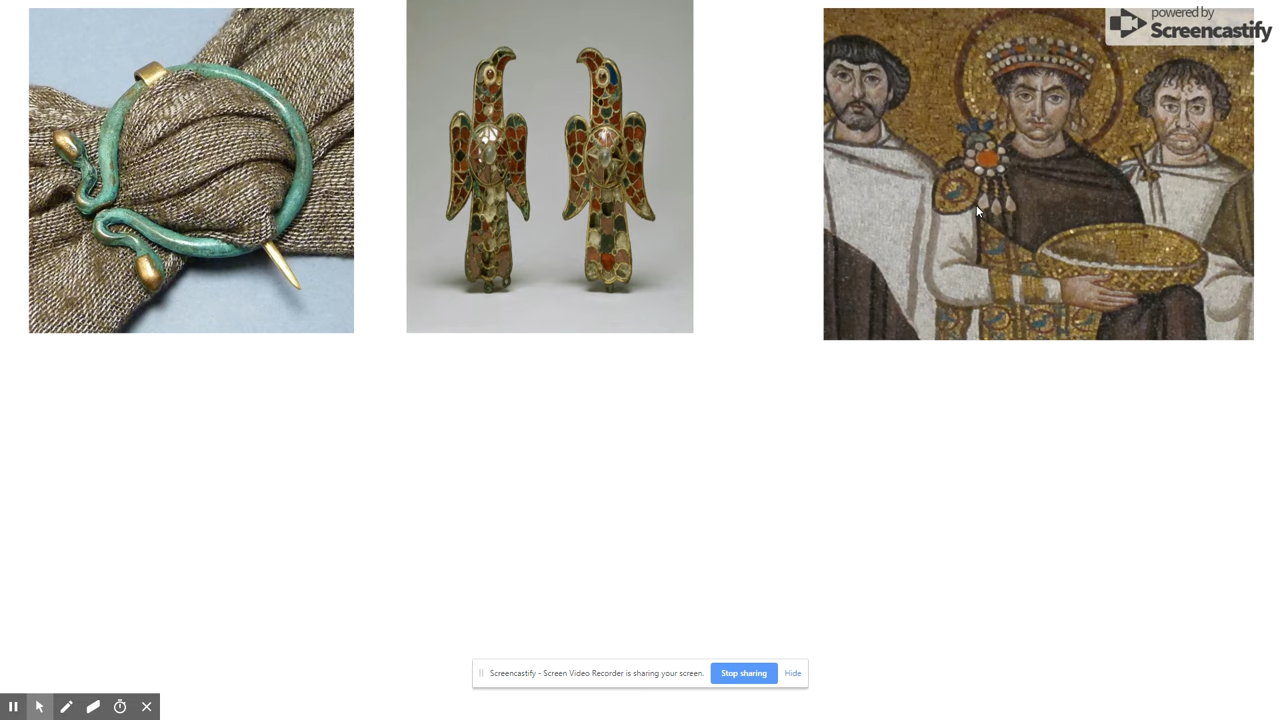 powered by
Screencastify
Screencastify - Screen Video Recorder is sharing your screen.
Stop sharing
Hide